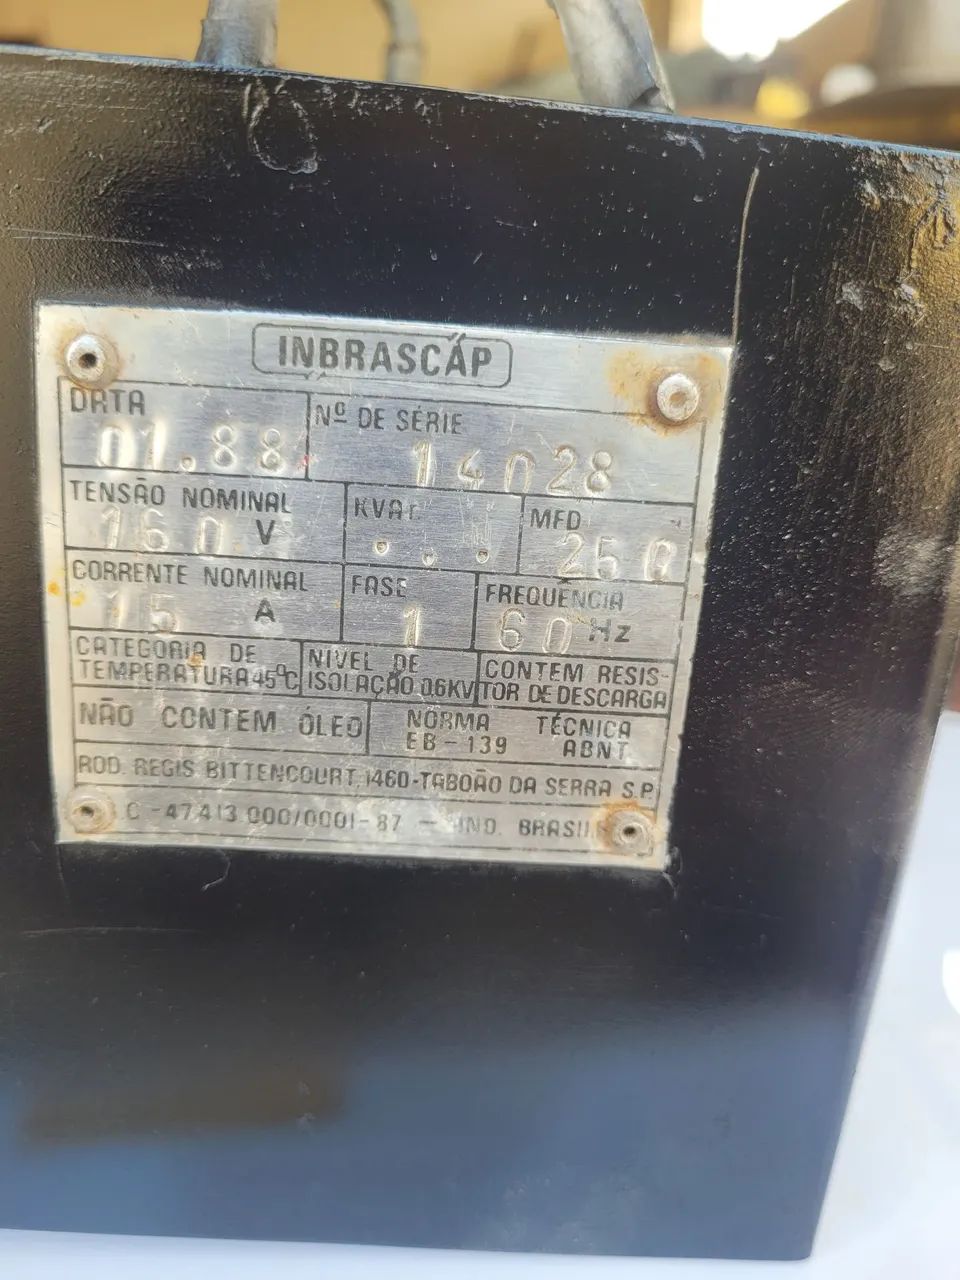 INBRASCAP
DATA
01.88
Nº DE SÉRIE
14028
TENSÃO NOMINAL
160 V
KVAr
MFD
250
CORRENTE NOMINAL
15 A
FASE
1
FREQUÊNCIA
60 Hz
CATEGORIA DE
TEMPERATURA 45ºC
NIVEL DE
ISOLAÇÃO 0,6KV
CONTEM RESIS-
TOR DE DESCARGA
NÃO CONTEM ÓLEO
NORMA TÉCNICA
EB-139 ABNT
ROD. REGIS BITTENCOURT, 1460-TABOÃO DA SERRA S.P.
47.413.000/0001-87 - IND. BRASIL